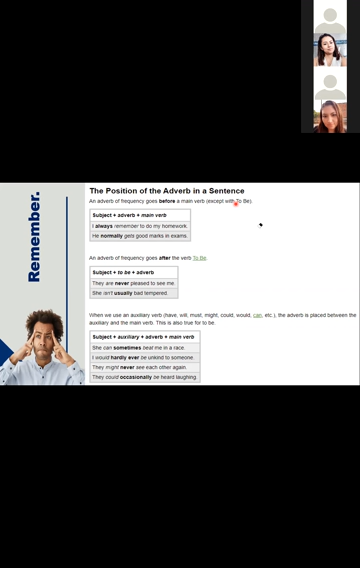 Remember.
The Position of the Adverb in a Sentence
An adverb of frequency goes before a main verb (except with To Be).
Subject + adverb + main verb
I always remember to do my homework.
He normally gets good marks in exams.
An adverb of frequency goes after the verb To Be.
Subject + to be + adverb
They are never pleased to see me.
She isn't usually bad tempered.
When we use an auxiliary verb (have, will, must, might, could, would, can, etc.), the adverb is placed between the
auxiliary and the main verb. This is also true for to be.
Subject + auxiliary + adverb + main verb
She can sometimes beat me in a race.
I would hardly ever be unkind to someone.
They might never see each other again.
They could occasionally be heard laughing.